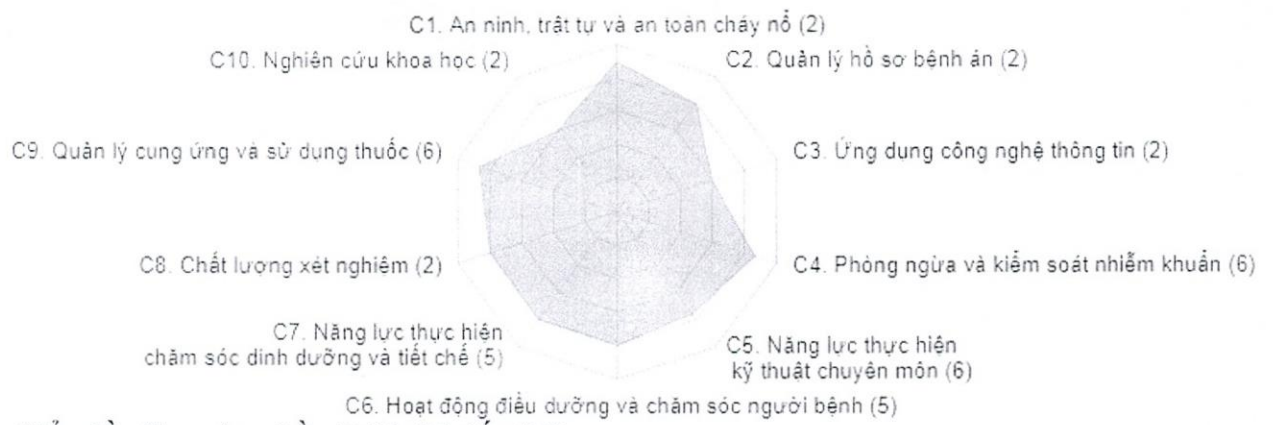 C1. An ninh, trật tự và an toàn cháy nổ (2)
C10. Nghiên cứu khoa học (2)
C2. Quản lý hồ sơ bệnh án (2)
C9. Quản lý cung ứng và sử dụng thuốc (6)
C3. Ứng dụng công nghệ thông tin (2)
C8. Chất lượng xét nghiệm (2)
C4. Phòng ngừa và kiểm soát nhiễm khuẩn (6)
C7. Năng lực thực hiện
chăm sóc dinh dưỡng và tiết chế (5)
C5. Năng lực thực hiện
kỹ thuật chuyên môn (6)
C6. Hoạt động điều dưỡng và chăm sóc người bệnh (5)